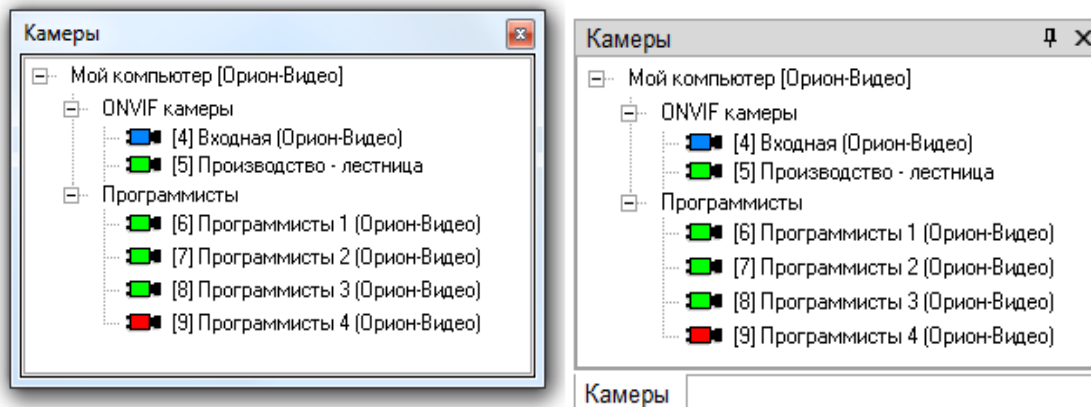 Камеры
Мой компьютер [Орион-Видео]
ONVIF камеры
[4] Входная (Орион-Видео)
[5] Производство - лестница
Программисты
[6] Программисты 1 (Орион-Видео)
[7] Программисты 2 (Орион-Видео)
[8] Программисты 3 (Орион-Видео)
[9] Программисты 4 (Орион-Видео)
Камеры
Мой компьютер [Орион-Видео]
ONVIF камеры
[4] Входная (Орион-Видео)
[5] Производство - лестница
Программисты
[6] Программисты 1 (Орион-Видео)
[7] Программисты 2 (Орион-Видео)
[8] Программисты 3 (Орион-Видео)
[9] Программисты 4 (Орион-Видео)
Камеры